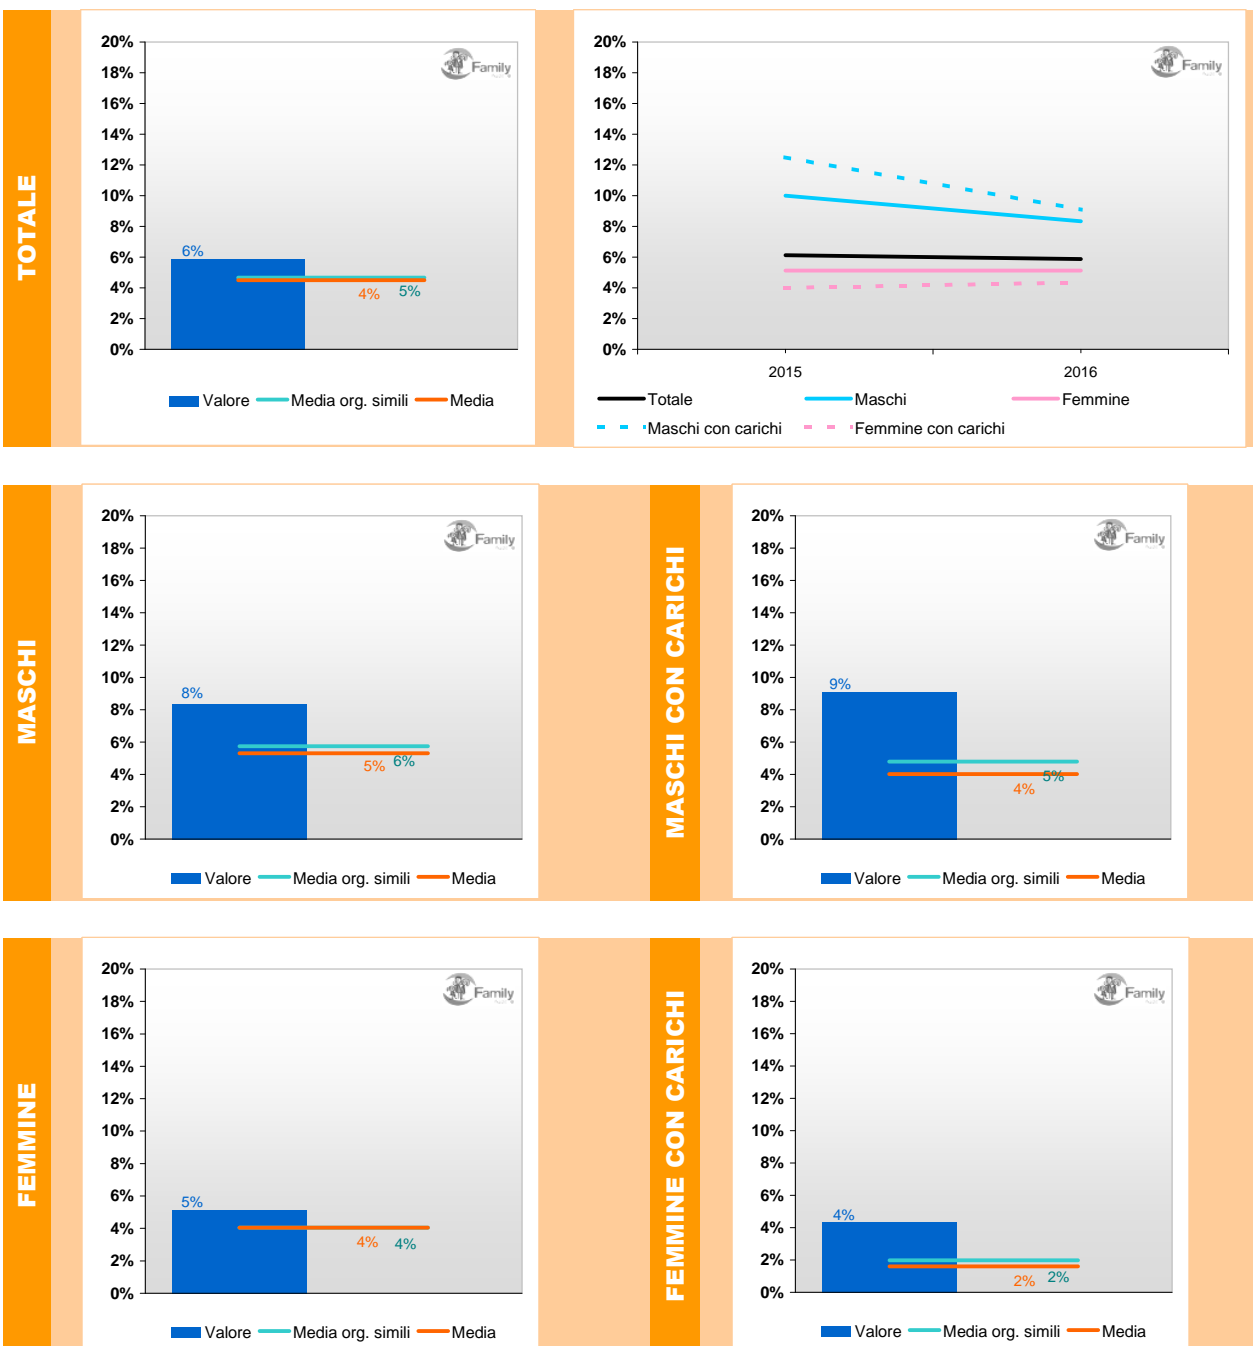 TOTALE
20%
18%
16%
14%
12%
10%
8%
6%
4%
2%
0%
Family
6%
4%
5%
Valore
Media org. simili
Media
20%
18%
16%
14%
12%
10%
8%
6%
4%
2%
0%
Family
2015
2016
Totale
Maschi
Femmine
Maschi con carichi
Femmine con carichi
MASCHI
20%
18%
16%
14%
12%
10%
8%
6%
4%
2%
0%
Family
8%
5%
6%
Valore
Media org. simili
Media
MASCHI CON CARICHI
20%
18%
16%
14%
12%
10%
8%
6%
4%
2%
0%
Family
9%
4%
5%
Valore
Media org. simili
Media
FEMMINE
20%
18%
16%
14%
12%
10%
8%
6%
4%
2%
0%
Family
5%
4%
4%
Valore
Media org. simili
Media
FEMMINE CON CARICHI
20%
18%
16%
14%
12%
10%
8%
6%
4%
2%
0%
Family
4%
2%
2%
Valore
Media org. simili
Media